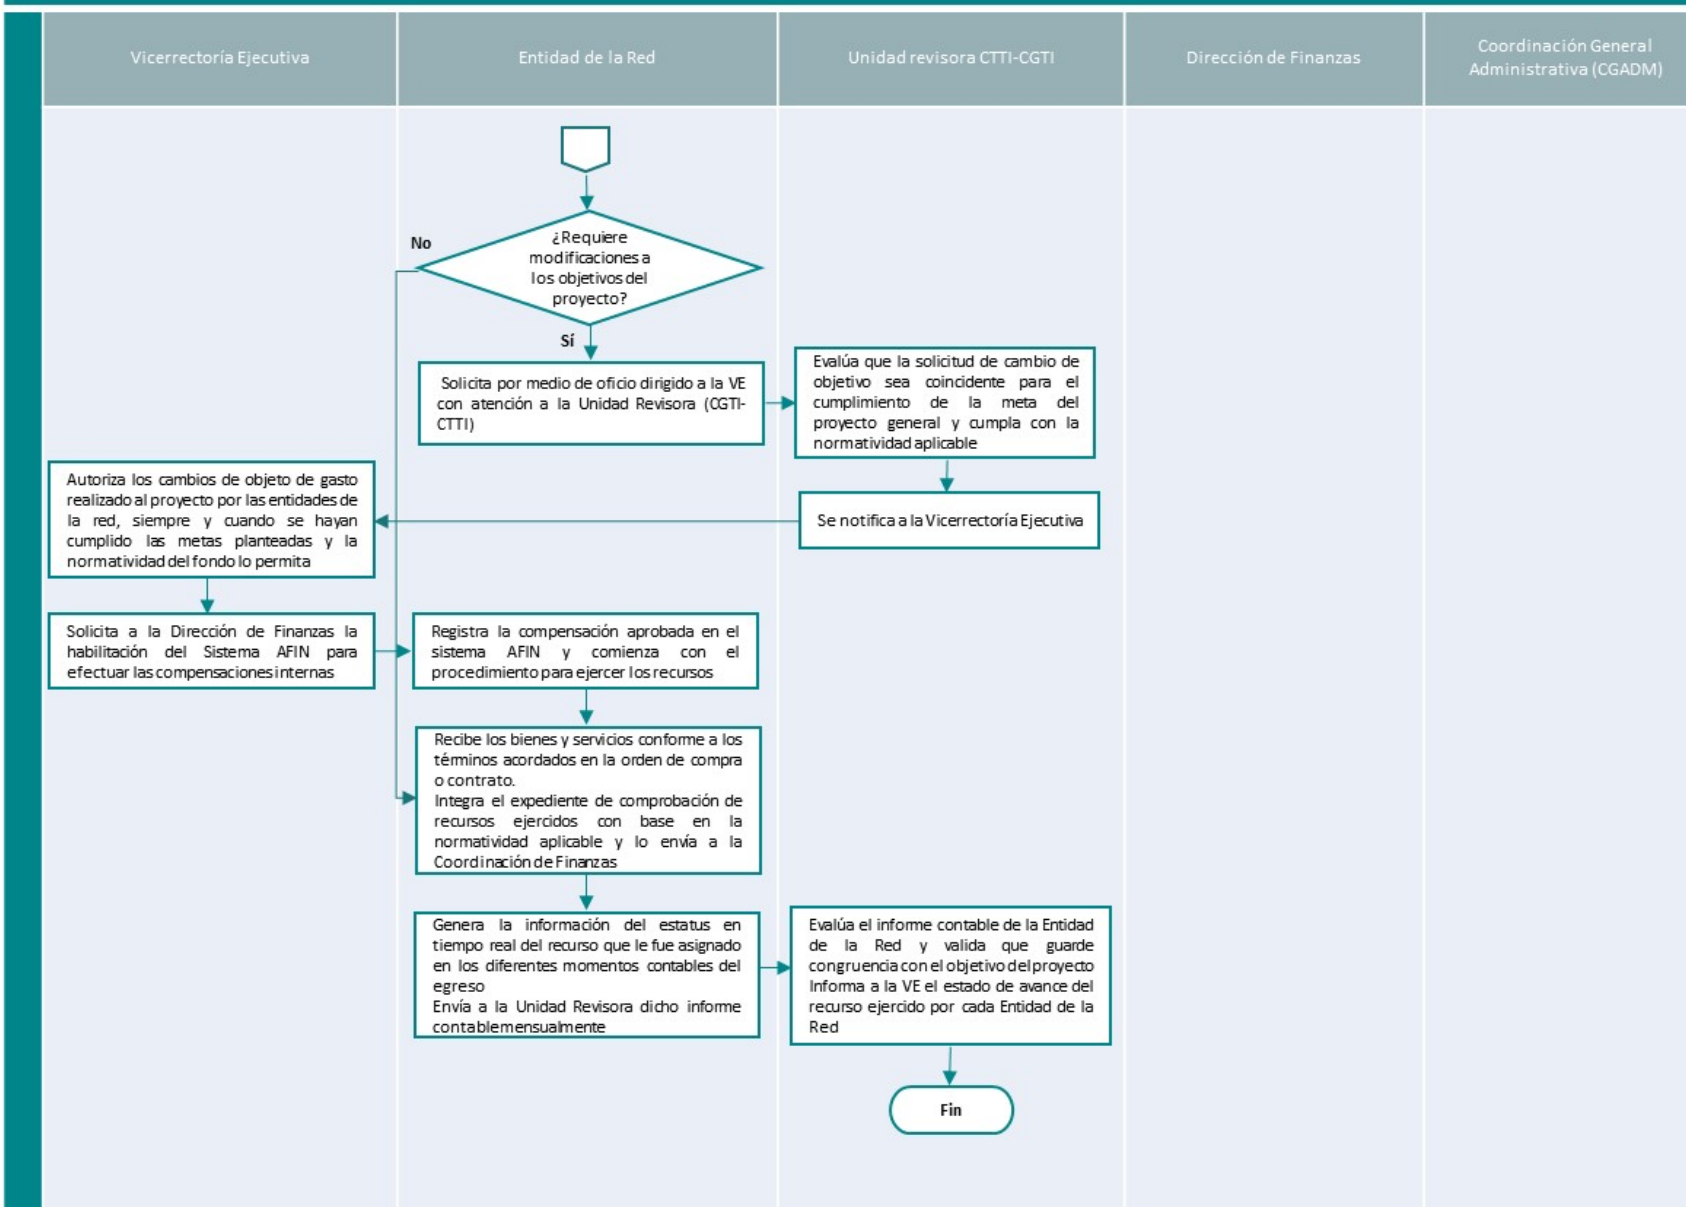 Vicerrectoría Ejecutiva
Entidad de la Red
Unidad revisora CTTI-CGTI
Dirección de Finanzas
Coordinación General
Administrativa (CGADM)
¿Requiere
modificaciones a
los objetivos del
proyecto?
No
Sí
Solicita por medio de oficio dirigido a la VE
con atención a la Unidad Revisora (CGTI-
CTTI)
Evalúa que la solicitud de cambio de
objetivo sea coincidente para el
cumplimiento de la meta del
proyecto general y cumpla con la
normatividad aplicable
Se notifica a la Vicerrectoría Ejecutiva
Autoriza los cambios de objeto de gasto
realizado al proyecto por las entidades de
la red, siempre y cuando se hayan
cumplido las metas planteadas y la
normatividad del fondo lo permita
Solicita a la Dirección de Finanzas la
habilitación del Sistema AFIN para
efectuar las compensaciones internas
Registra la compensación aprobada en el
sistema AFIN y comienza con el
procedimiento para ejercer los recursos
Recibe los bienes y servicios conforme a los
términos acordados en la orden de compra
o contrato.
Integra el expediente de comprobación de
recursos ejercidos con base en la
normatividad aplicable y lo envía a la
Coordinación de Finanzas
Genera la información del estatus en
tiempo real del recurso que le fue asignado
en los diferentes momentos contables del
egreso
Envía a la Unidad Revisora dicho informe
contable mensualmente
Evalúa el informe contable de la Entidad
de la Red y valida que guarde
congruencia con el objetivo del proyecto
Informa a la VE el estado de avance del
recurso ejercido por cada Entidad de la
Red
Fin